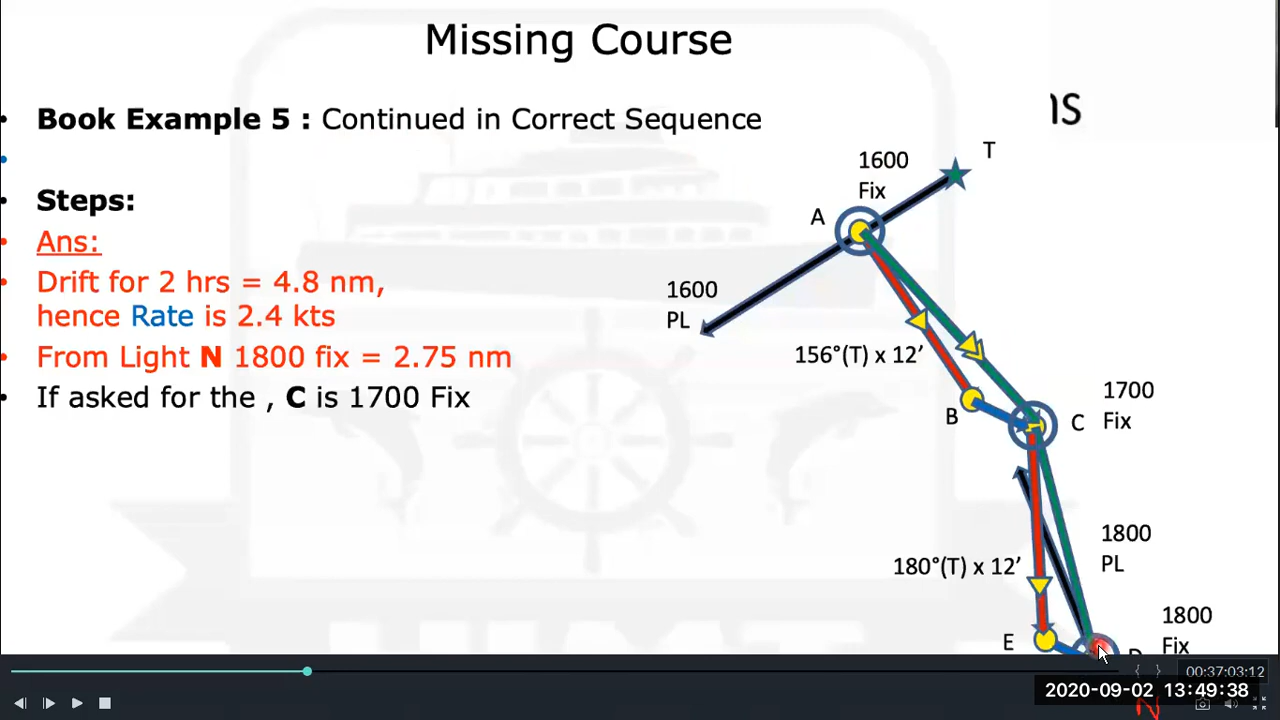 Missing Course
ns
Book Example 5 : Continued in Correct Sequence
Steps:
Ans:
Drift for 2 hrs = 4.8 nm,
hence Rate is 2.4 kts
From Light N 1800 fix = 2.75 nm
If asked for the , C is 1700 Fix
T
1600
Fix
A
1600
PL
156°(T) x 12’
B
C
1700
Fix
1800
PL
180°(T) x 12’
E
1800
Fix
D
00:37:03:12
2020-09-02 13:49:38
N